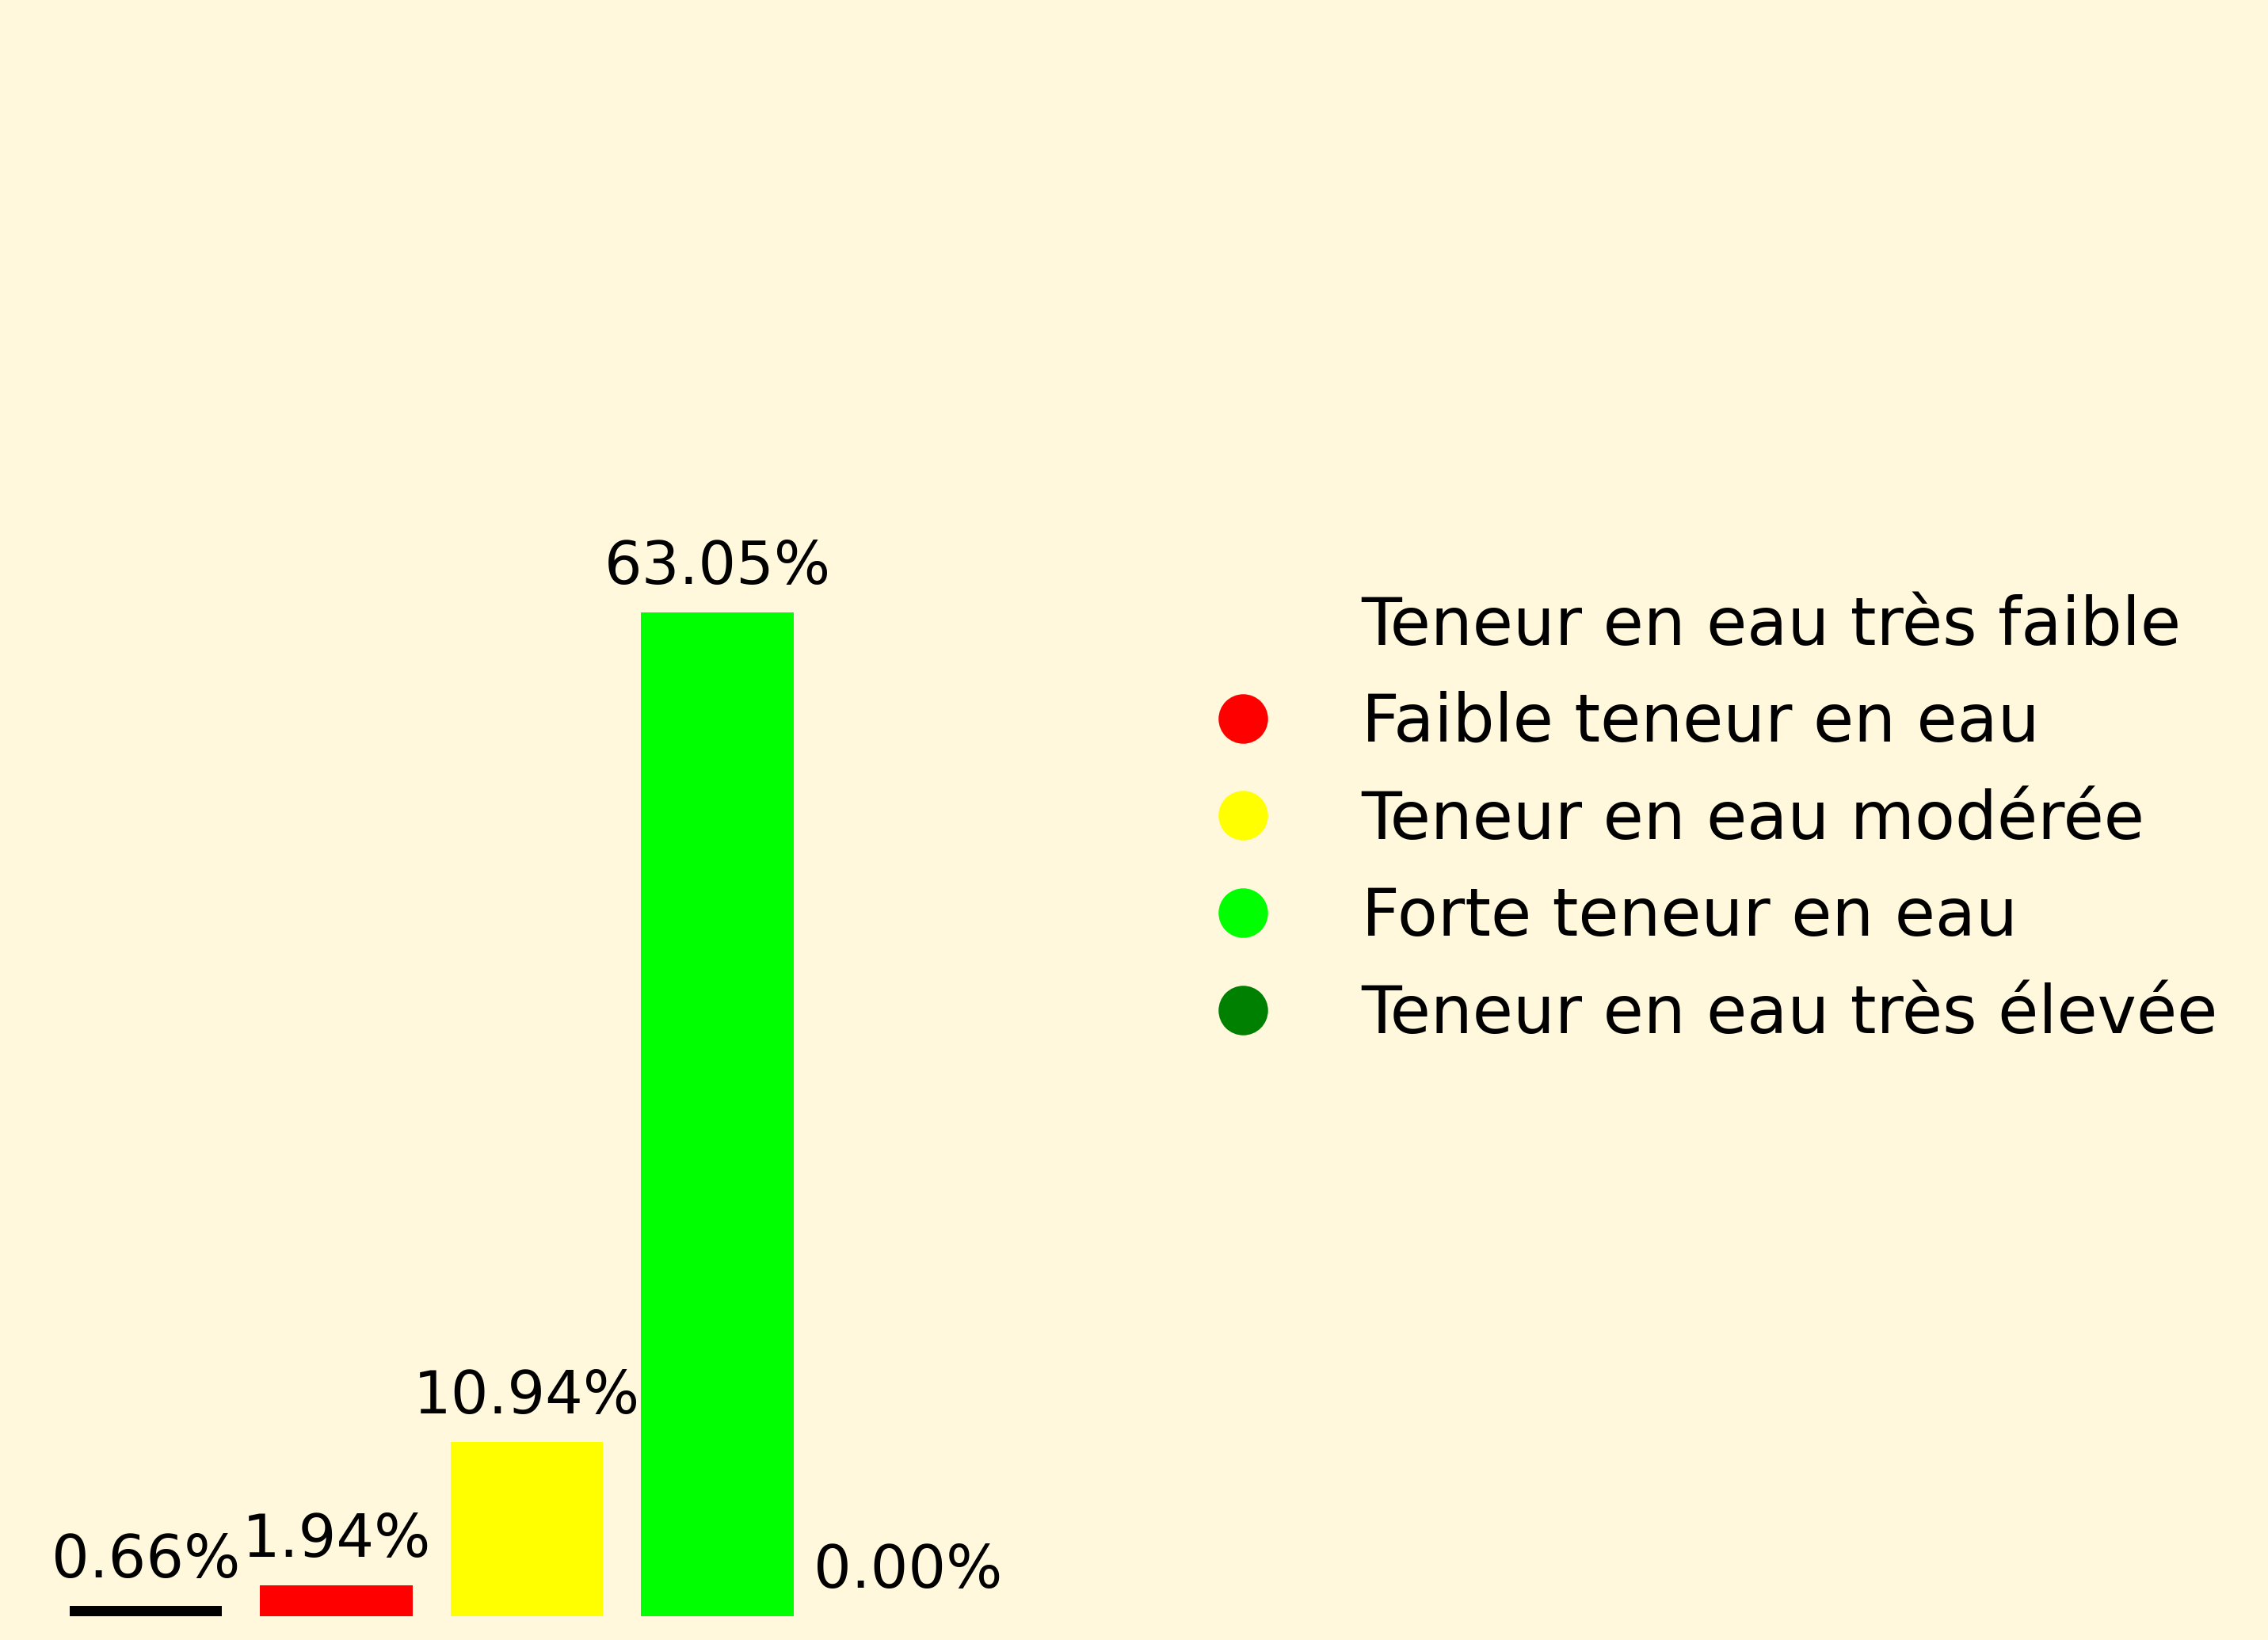 63.05%
10.94%
1.94%
0.66%
0.00%
Teneur en eau très faible
Faible teneur en eau
Teneur en eau modérée
Forte teneur en eau
Teneur en eau très élevée